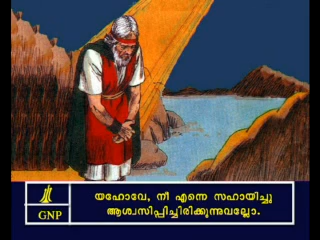 യഹോവേ, നീ എന്നെ സഹായിച്ചു
ആശ്വസിപ്പിച്ചിരിക്കുന്നുവല്ലോ.
GNP